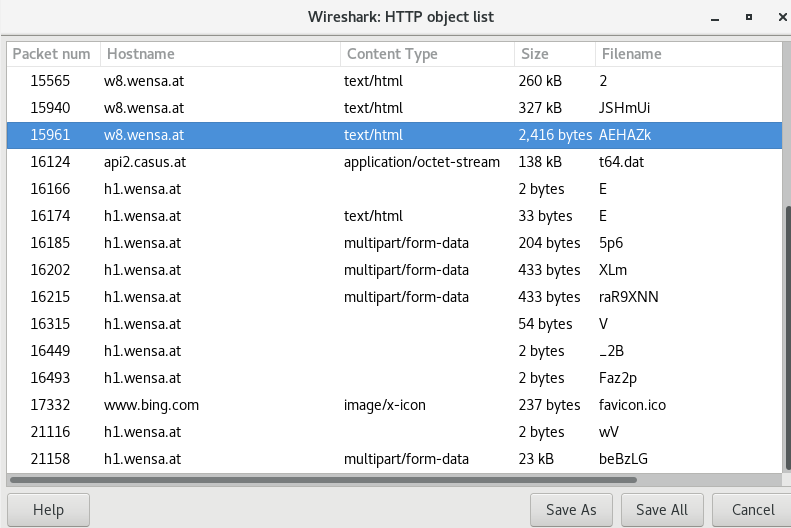 Wireshark: HTTP object list
Packet num Hostname Content Type Size Filename
15565 w8.wensa.at text/html 260 kB 2
15940 w8.wensa.at text/html 327 kB JSHmUi
15961 w8.wensa.at text/html 2,416 bytes AEHAZk
16124 api2.casus.at application/octet-stream 138 kB t64.dat
16166 h1.wensa.at 2 bytes E
16174 h1.wensa.at text/html 33 bytes E
16185 h1.wensa.at multipart/form-data 204 bytes 5p6
16202 h1.wensa.at multipart/form-data 433 bytes XLm
16215 h1.wensa.at multipart/form-data 433 bytes raR9XNN
16315 h1.wensa.at 54 bytes V
16449 h1.wensa.at 2 bytes _2B
16493 h1.wensa.at 2 bytes Faz2p
17332 www.bing.com image/x-icon 237 bytes favicon.ico
21116 h1.wensa.at 2 bytes wV
21158 h1.wensa.at multipart/form-data 23 kB beBzLG
Help Save As Save All Cancel